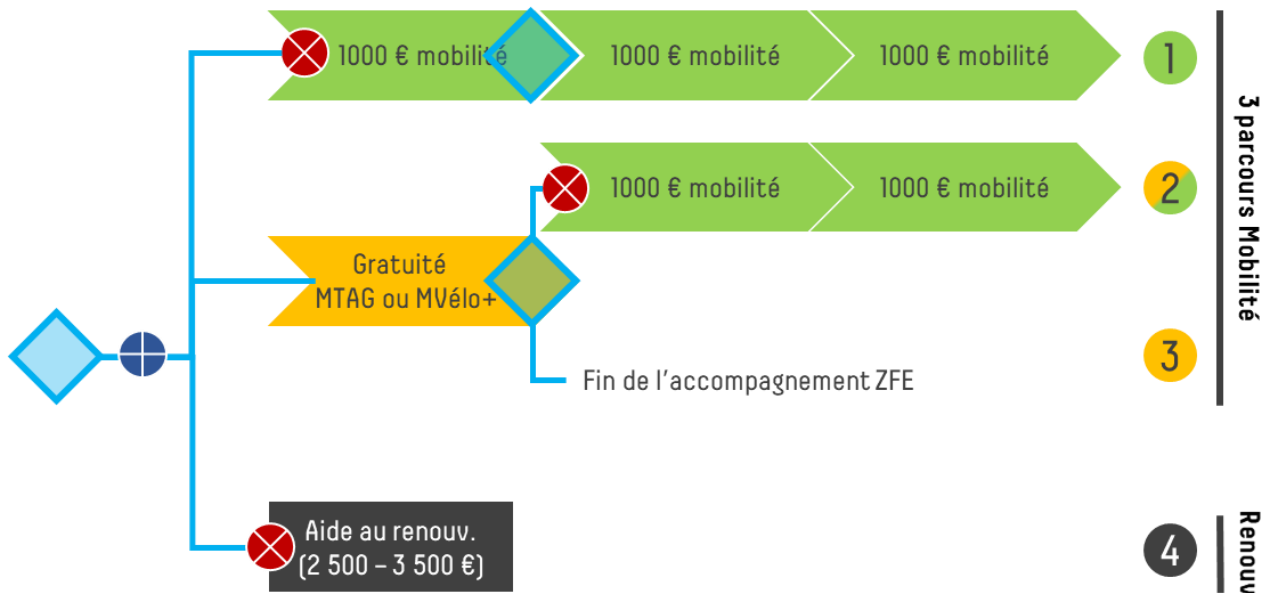 1000 € mobilité
1000 € mobilité
1000 € mobilité
1
1000 € mobilité
1000 € mobilité
2
Gratuité
MTAG ou MVélo+
3
Fin de l'accompagnement ZFE
3 parcours Mobilité
Aide au renouv.
(2 500 – 3 500 €)
4
Renouv